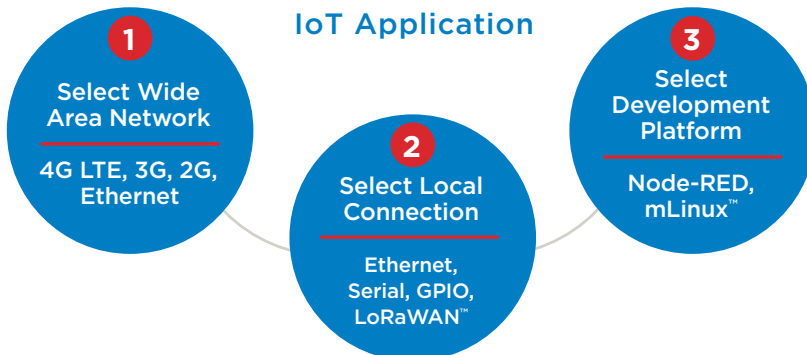 IoT Application
1
Select Wide
Area Network
4G LTE, 3G, 2G,
Ethernet
2
Select Local
Connection
Ethernet,
Serial, GPIO,
LoRaWAN™
3
Select
Development
Platform
Node-RED,
mLinux™